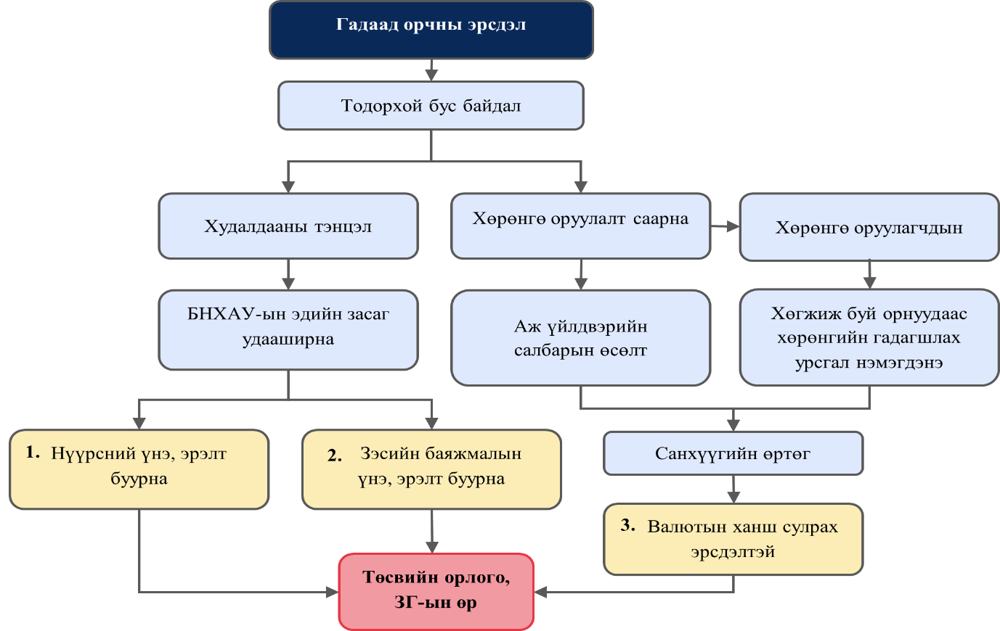 Гадаад орчны эрсдэл
Тодорхой бус байдал
Худалдааны тэнцэл
Хөрөнгө оруулалт саарна
Хөрөнгө оруулагчдын
БНХАУ-ын эдийн засаг
удааширна
Аж үйлдвэрийн
салбарын өсөлт
Хөгжиж буй орнуудаас
хөрөнгийн гадагшлах
урсгал нэмэгдэнэ
1. Нүүрсний үнэ, эрэлт
буурна
2. Зэсийн баяжмалын
үнэ, эрэлт буурна
Санхүүгийн өртөг
3. Валютын ханш сулрах
эрсдэлтэй
Төсвийн орлого,
ЗГ-ын өр